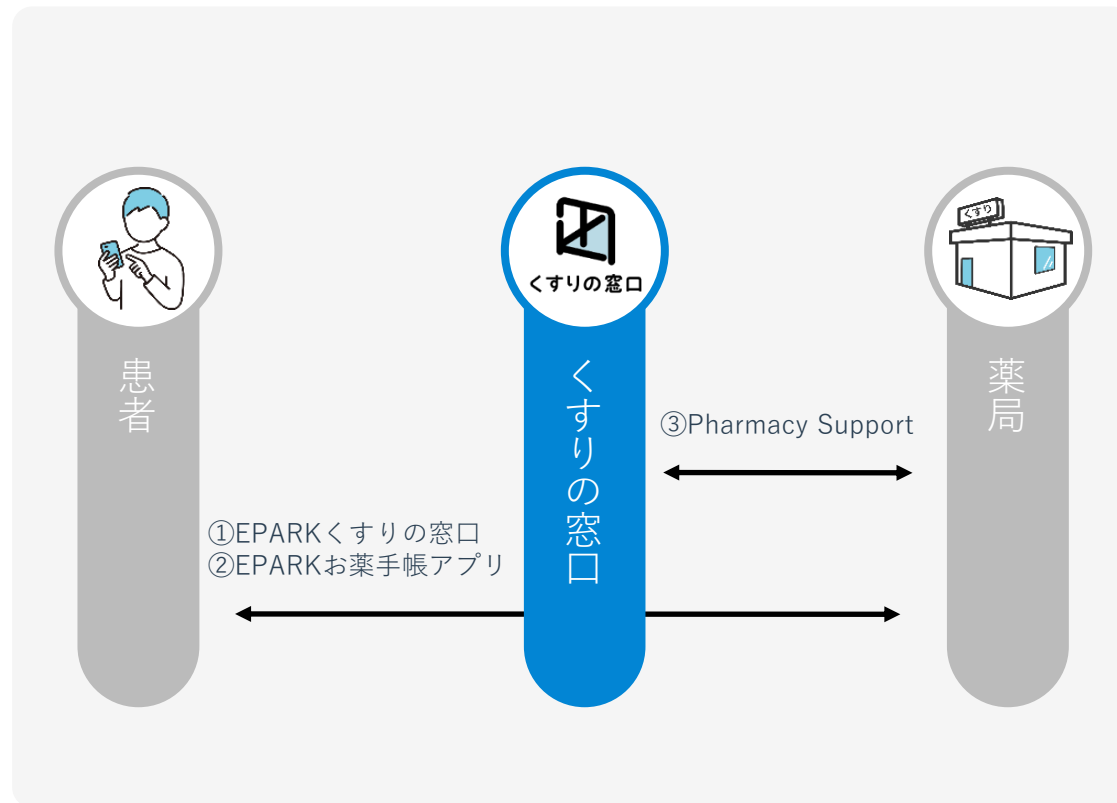 くすりの窓口
くすり
患者
くすりの窓口
薬局
③Pharmacy Support
①EPARKくすりの窓口
②EPARKお薬手帳アプリ